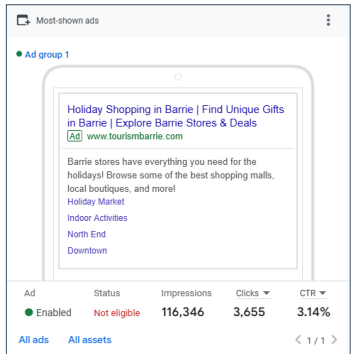 Most-shown ads
Ad group 1
Holiday Shopping in Barrie | Find Unique Gifts
in Barrie | Explore Barrie Stores & Deals
Ad www.tourismbarrie.com
Barrie stores have everything you need for the
holidays! Browse some of the best shopping malls,
local boutiques, and more!
Holiday Market
Indoor Activities
North End
Downtown
Ad Status Impressions Clicks CTR
Enabled Not eligible 116,346 3,655 3.14%
All ads All assets 1 / 1